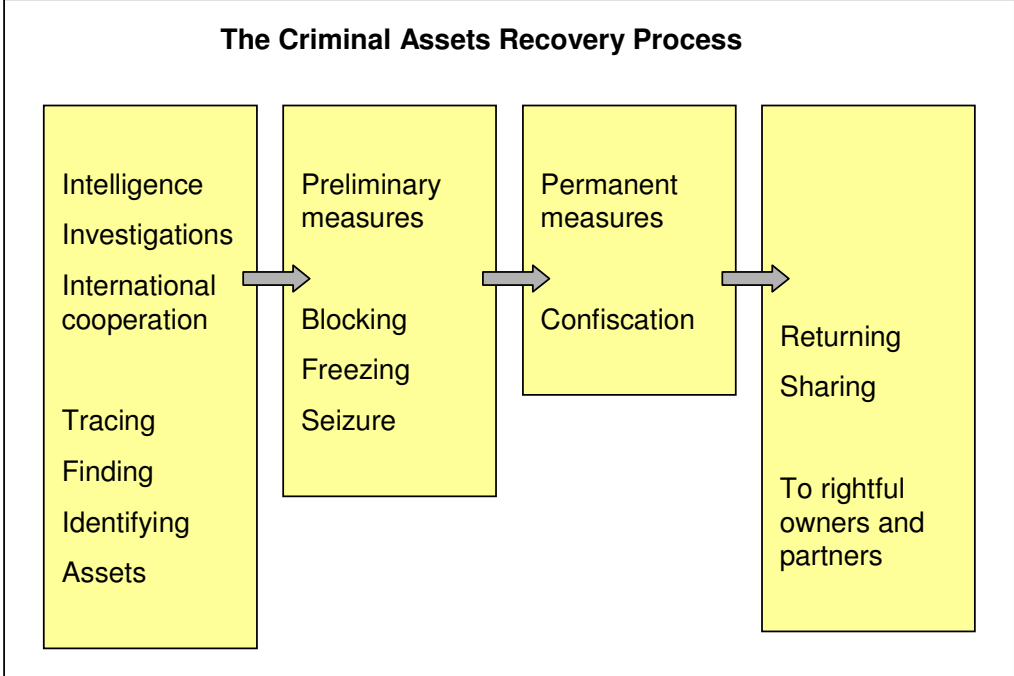 The Criminal Assets Recovery Process
Intelligence
Investigations
International
cooperation
Tracing
Finding
Identifying
Assets
Preliminary
measures
Blocking
Freezing
Seizure
Permanent
measures
Confiscation
Returning
Sharing
To rightful
owners and
partners